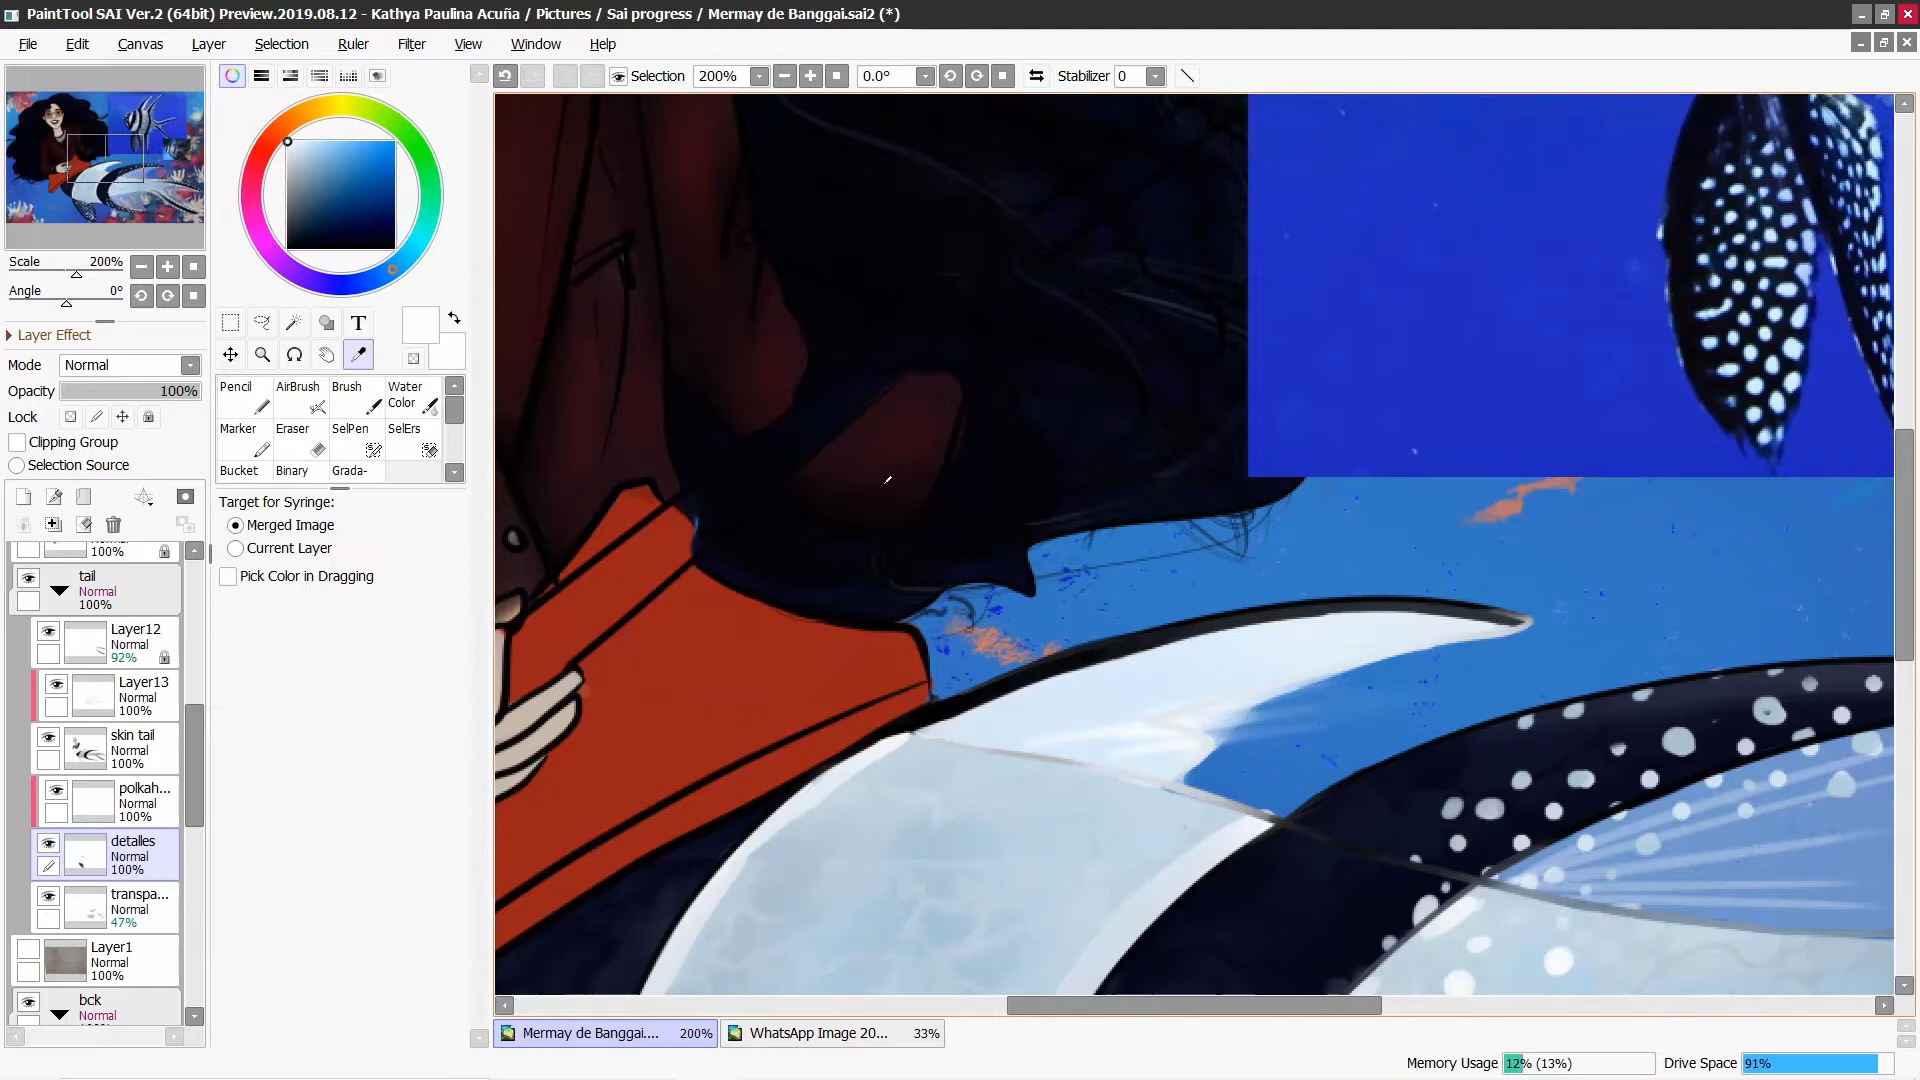 PaintTool SAI Ver.2 (64bit) Preview.2019.08.12 - Kathya Paulina Acuña / Pictures / Sai progress / Mermay de Banggai.sai2 (*)
File Edit Canvas Layer Selection Ruler Filter View Window Help
Selection 200% 0.0° Stabilizer 0
Scale 200%
Angle 0°
Layer Effect
Mode Normal
Opacity 100%
Lock
Clipping Group
Selection Source
T
Pencil AirBrush Brush Water Color
Marker Eraser SelPen SelErs
Bucket Binary Grada-
Target for Syringe:
Merged Image
Current Layer
Pick Color in Dragging
100%
tail
Normal
100%
Layer12
Normal
92%
Layer13
Normal
100%
skin tail
Normal
100%
polkah...
Normal
100%
detalles
Normal
100%
transpa...
Normal
47%
Layer1
Normal
100%
bck
Normal
Mermay de Banggai.... 200% WhatsApp Image 20... 33%
Memory Usage 12% (13%) Drive Space 91%